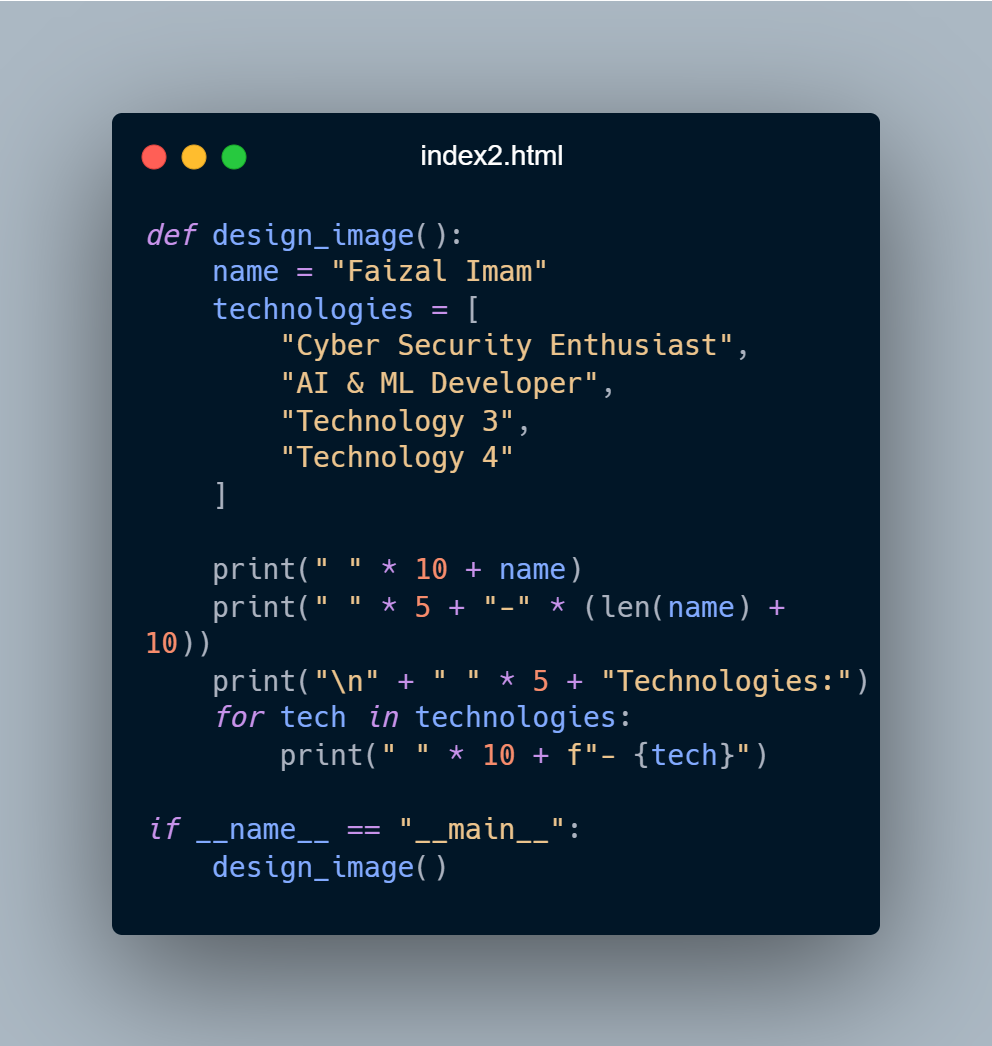 index2.html
def design_image():
    name = "Faizal Imam"
    technologies = [
        "Cyber Security Enthusiast",
        "AI & ML Developer",
        "Technology 3",
        "Technology 4"
    ]
    print(" " * 10 + name)
    print(" " * 5 + "-" * (len(name) +
10))
    print("\n" + " " * 5 + "Technologies:")
    for tech in technologies:
        print(" " * 10 + f"- {tech}")
if __name__ == "__main__":
    design_image()